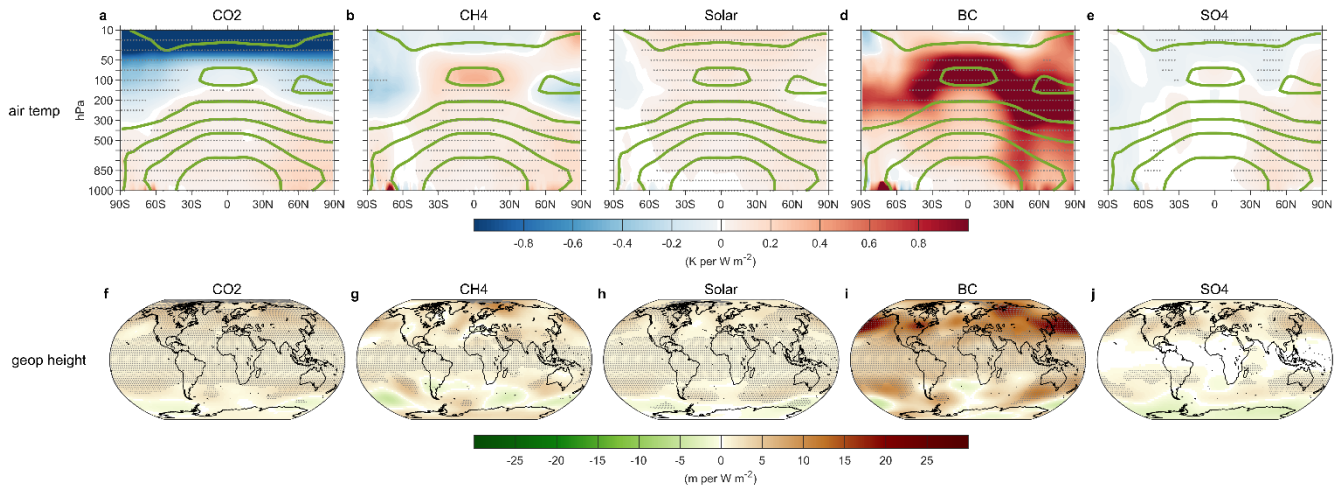 a CO2 b CH4 c Solar d BC e SO4
10
50
100
200
300
500
850
1000
hPa
air temp
90S 60S 30S 0 30N 60N 90N 90S 60S 30S 0 30N 60N 90N 90S 60S 30S 0 30N 60N 90N 90S 60S 30S 0 30N 60N 90N 90S 60S 30S 0 30N 60N 90N
-0.8 -0.6 -0.4 -0.2 0 0.2 0.4 0.6 0.8
(K per W m⁻²)
f CO2 g CH4 h Solar i BC j SO4
geop height
-25 -20 -15 -10 -5 0 5 10 15 20 25
(m per W m⁻²)